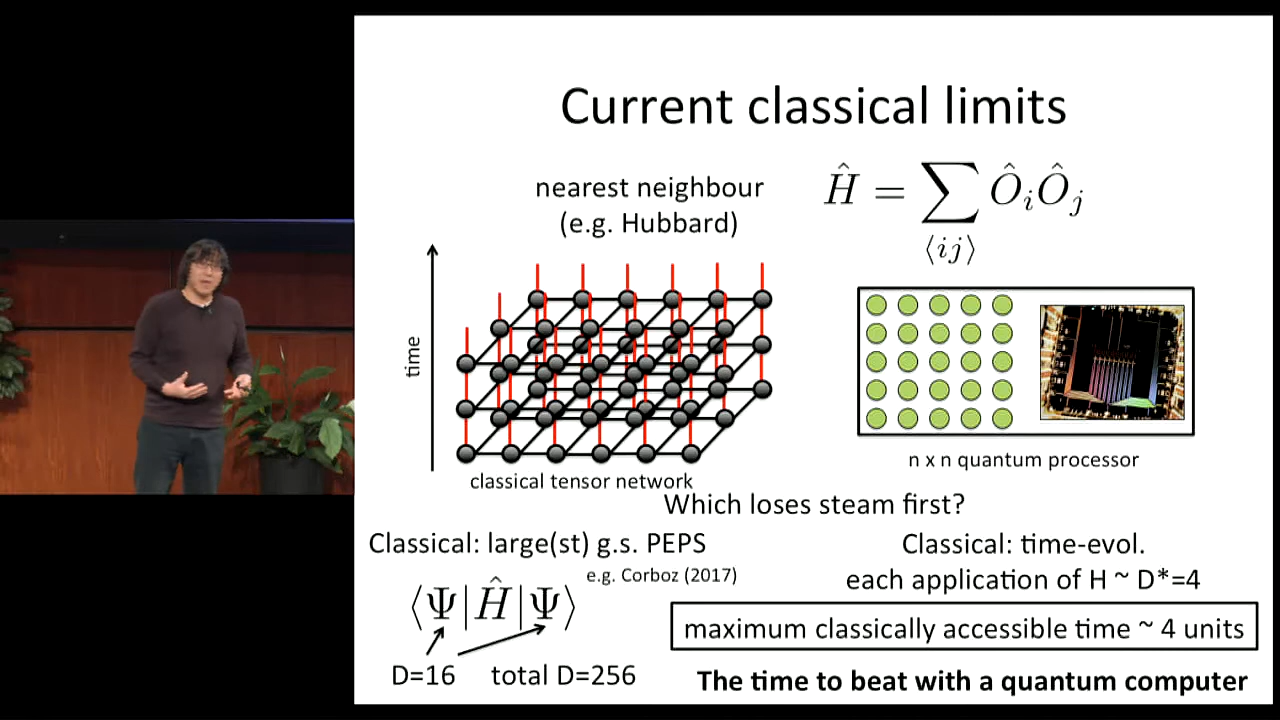 Current classical limits
nearest neighbour
(e.g. Hubbard)
Ĥ = ∑ Ô_i Ô_j
⟨ij⟩
time
classical tensor network
n x n quantum processor
Which loses steam first?
Classical: large(st) g.s. PEPS
e.g. Corboz (2017)
⟨Ψ|Ĥ|Ψ⟩
D=16 total D=256
Classical: time-evol.
each application of H ~ D*=4
maximum classically accessible time ~ 4 units
The time to beat with a quantum computer